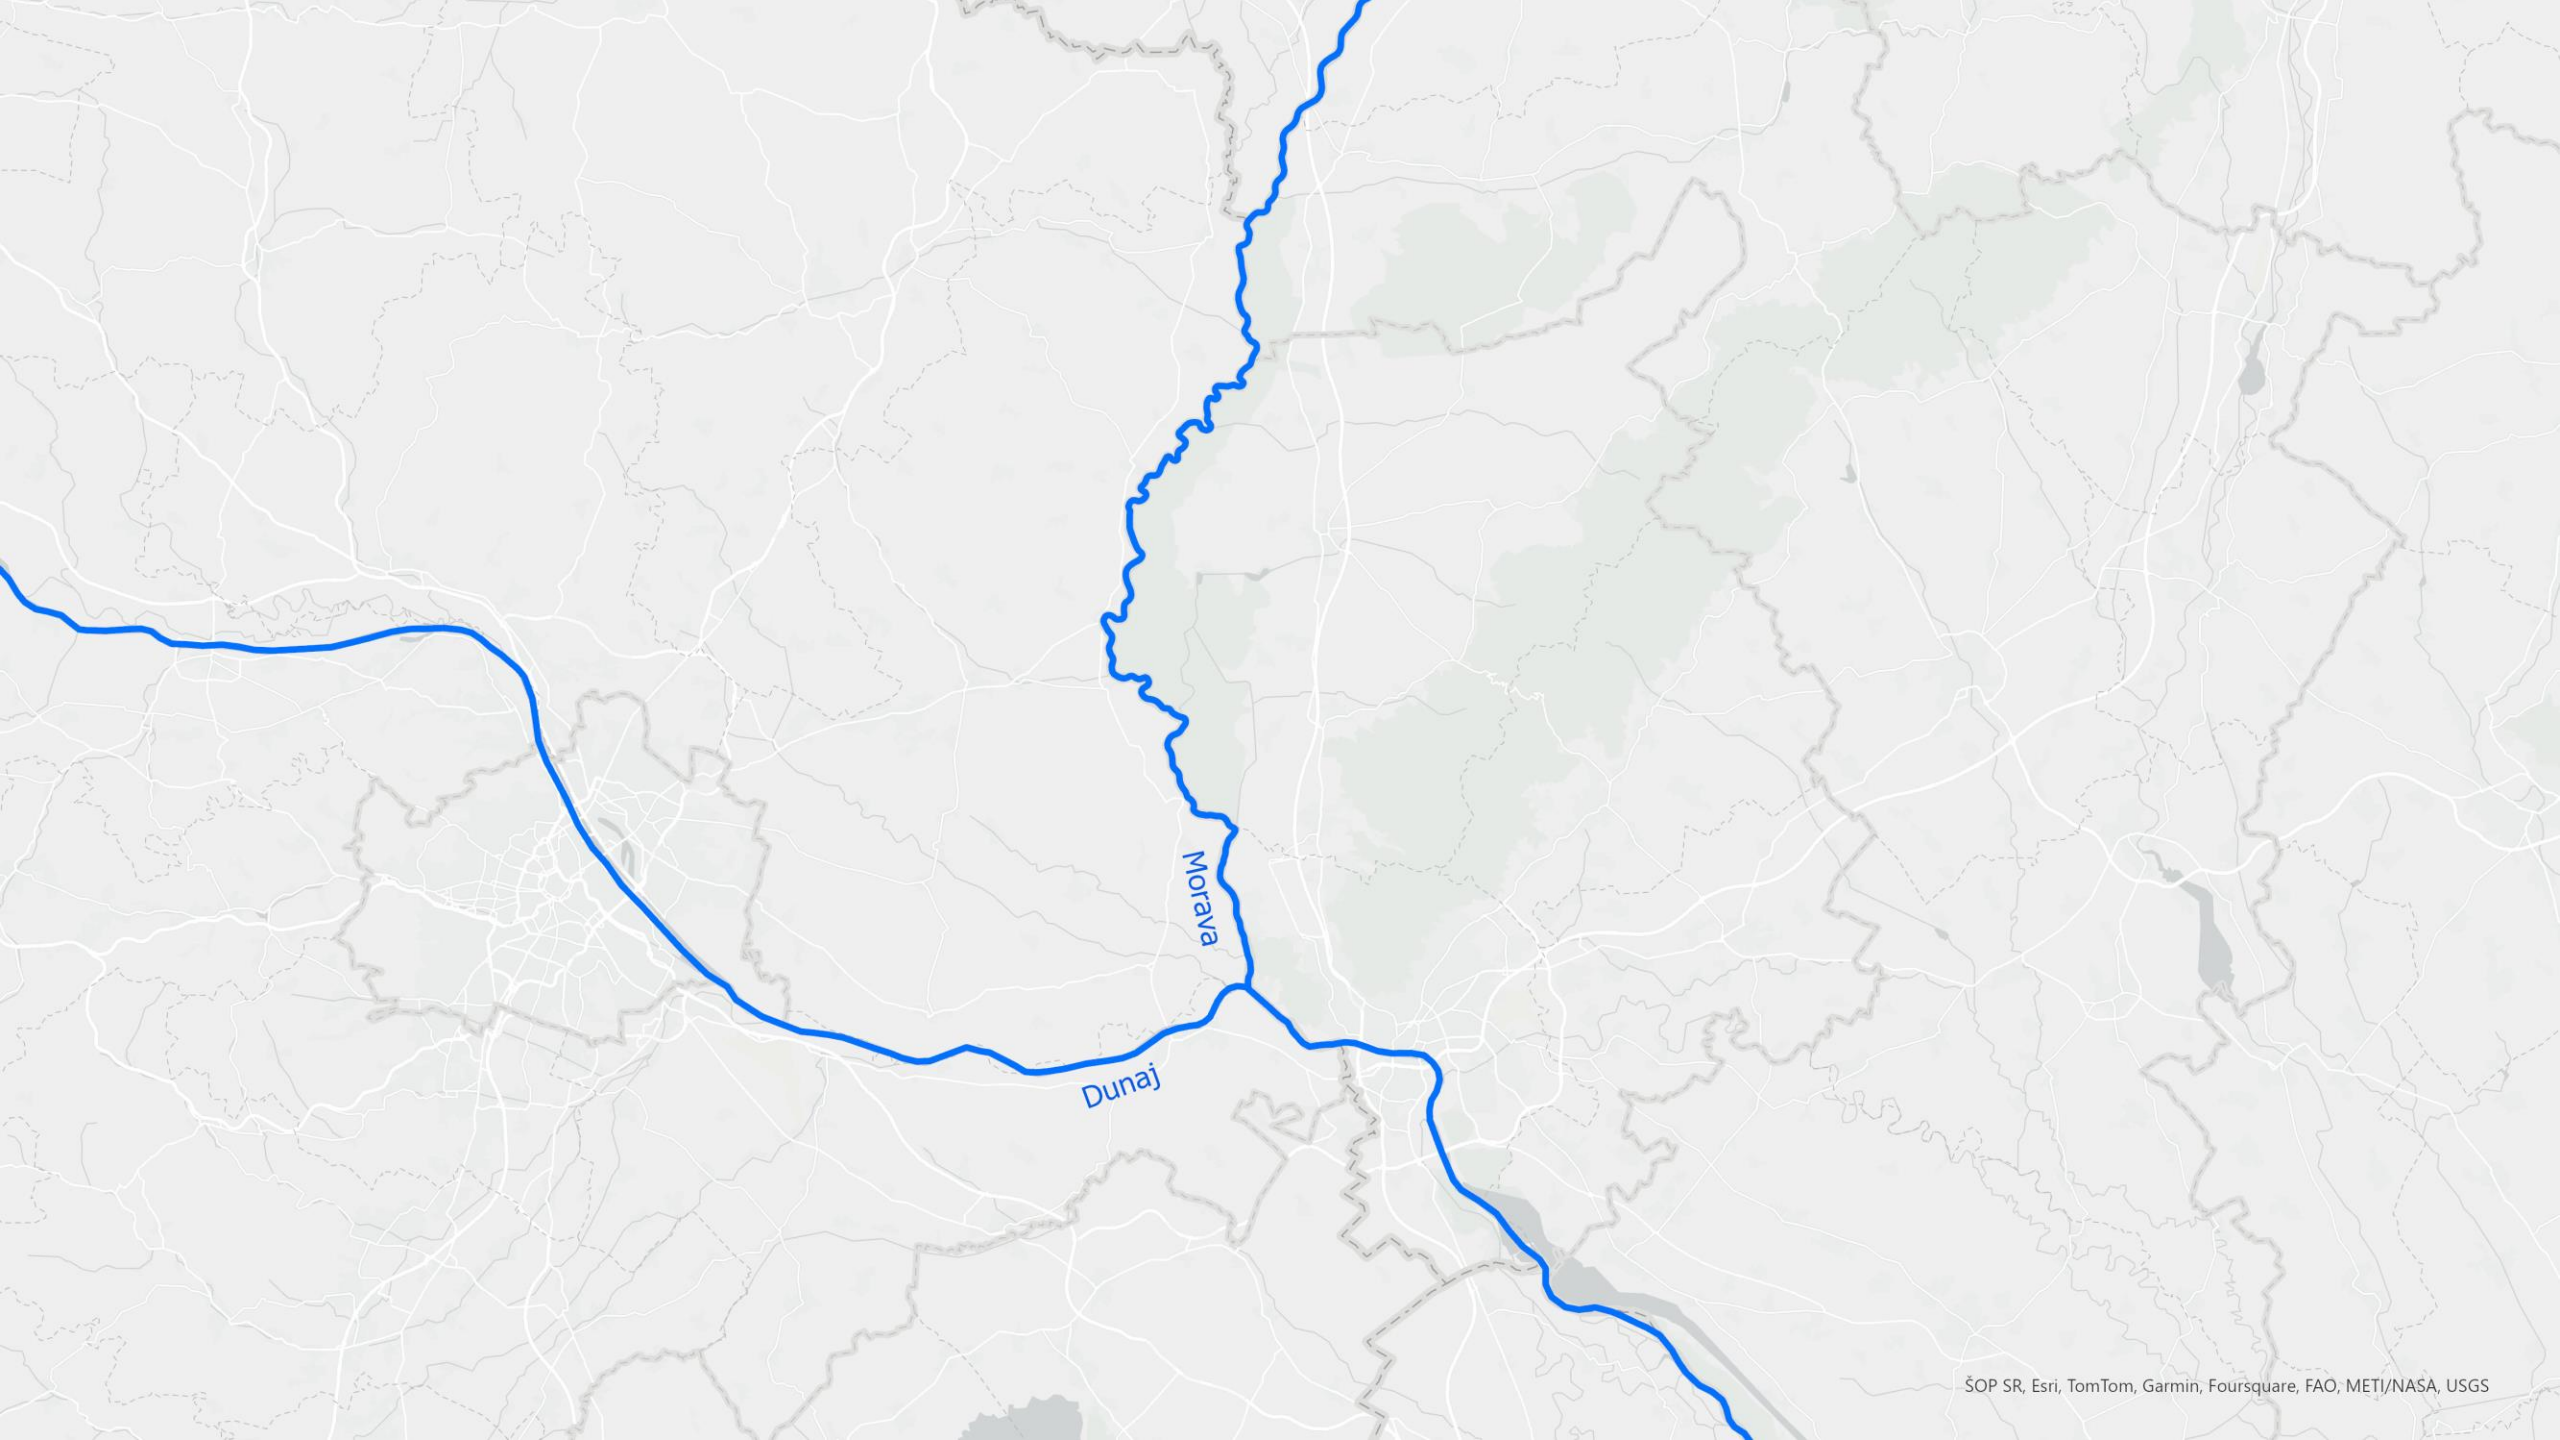 Morava
Dunaj
ŠOP SR, Esri, TomTom, Garmin, Foursquare, FAO, METI/NASA, USGS